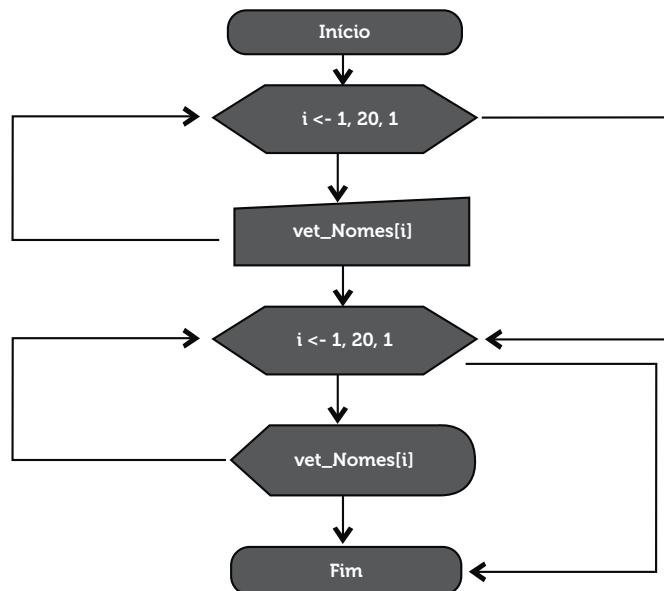 Início
i <- 1, 20, 1
vet_Nomes[i]
i <- 1, 20, 1
vet_Nomes[i]
Fim